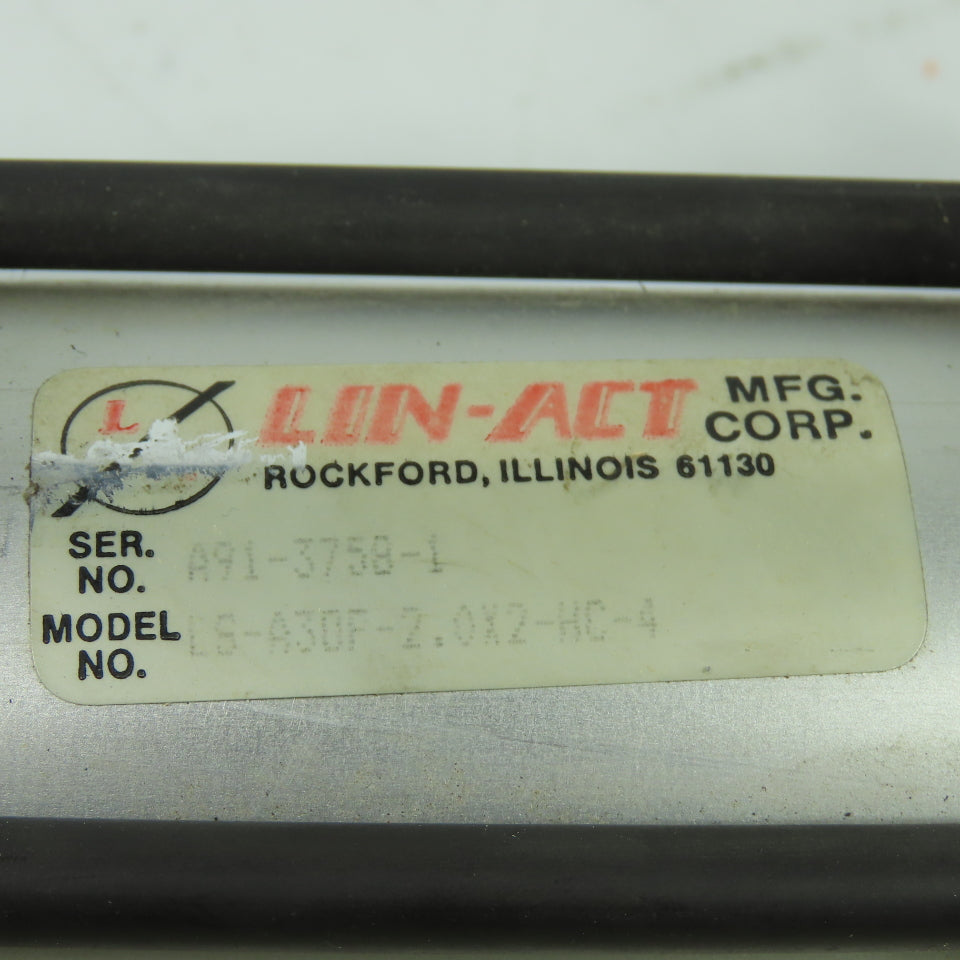 L
LIN-ACT MFG. CORP.
ROCKFORD, ILLINOIS 61130
SER. NO. A91-3758-1
MODEL NO. LS-A30F-2.0X2-HC-4